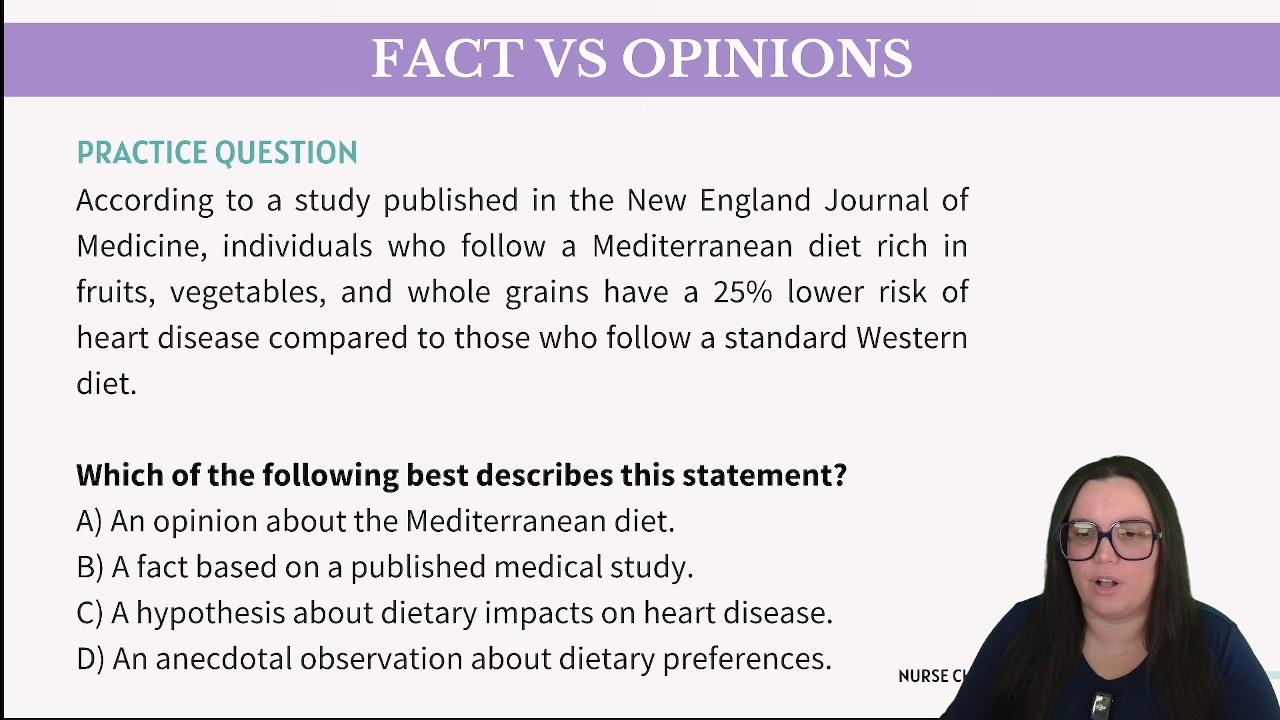 FACT VS OPINIONS
PRACTICE QUESTION
According to a study published in the New England Journal of
Medicine, individuals who follow a Mediterranean diet rich in
fruits, vegetables, and whole grains have a 25% lower risk of
heart disease compared to those who follow a standard Western
diet.
Which of the following best describes this statement?
A) An opinion about the Mediterranean diet.
B) A fact based on a published medical study.
C) A hypothesis about dietary impacts on heart disease.
D) An anecdotal observation about dietary preferences.
NURSE